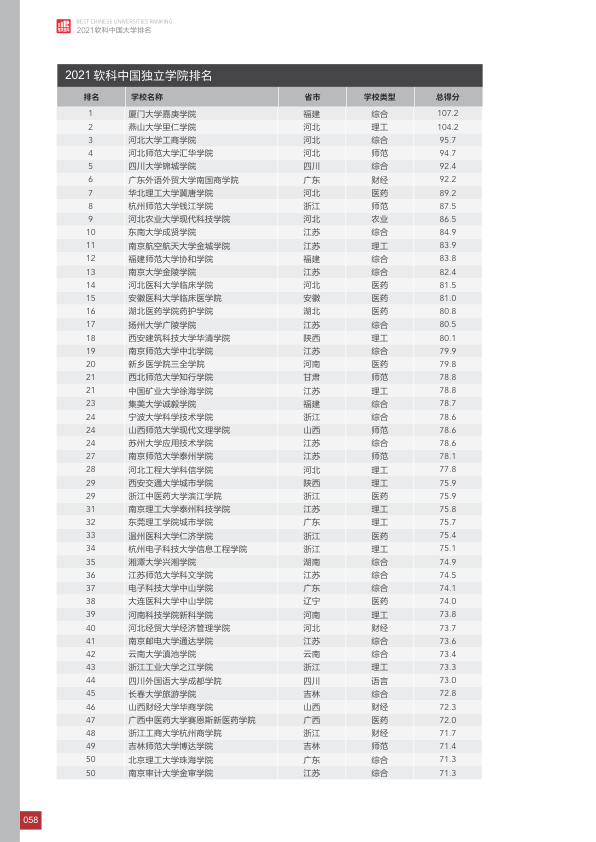 BEST CHINESE UNIVERSITIES RANKING
2021软科中国大学排名
2021 软科中国独立学院排名
排名 学校名称 省市 学校类型 总得分
1 厦门大学嘉庚学院 福建 综合 107.2
2 燕山大学里仁学院 河北 理工 104.2
3 河北大学工商学院 河北 综合 95.7
4 河北师范大学汇华学院 河北 师范 94.7
5 四川大学锦城学院 四川 综合 92.4
6 广东外语外贸大学南国商学院 广东 财经 92.2
7 华北理工大学冀唐学院 河北 医药 89.2
8 杭州师范大学钱江学院 浙江 师范 87.5
9 河北农业大学现代科技学院 河北 农业 86.5
10 东南大学成贤学院 江苏 综合 84.9
11 南京航空航天大学金城学院 江苏 理工 83.9
12 福建师范大学协和学院 福建 综合 83.8
13 南京大学金陵学院 江苏 综合 82.4
14 河北医科大学临床学院 河北 医药 81.5
15 安徽医科大学临床医学院 安徽 医药 81.0
16 湖北医药学院药护学院 湖北 医药 80.8
17 扬州大学广陵学院 江苏 综合 80.5
18 西安建筑科技大学华清学院 陕西 理工 80.1
19 南京师范大学中北学院 江苏 综合 79.9
20 新乡医学院三全学院 河南 医药 79.8
21 西北师范大学知行学院 甘肃 师范 78.8
21 中国矿业大学徐海学院 江苏 理工 78.8
23 集美大学诚毅学院 福建 综合 78.7
24 宁波大学科学技术学院 浙江 综合 78.6
24 山西师范大学现代文理学院 山西 师范 78.6
24 苏州大学应用技术学院 江苏 综合 78.6
27 南京师范大学泰州学院 江苏 师范 78.1
28 河北工程大学科信学院 河北 理工 77.8
29 西安交通大学城市学院 陕西 理工 75.9
29 浙江中医药大学滨江学院 浙江 医药 75.9
31 南京理工大学泰州科技学院 江苏 理工 75.8
32 东莞理工学院城市学院 广东 理工 75.7
33 温州医科大学仁济学院 浙江 医药 75.4
34 杭州电子科技大学信息工程学院 浙江 理工 75.1
35 湘潭大学兴湘学院 湖南 综合 74.9
36 江苏师范大学科文学院 江苏 综合 74.5
37 电子科技大学中山学院 广东 综合 74.1
38 大连医科大学中山学院 辽宁 医药 74.0
39 河南科技学院新科学院 河南 理工 73.8
40 河北经贸大学经济管理学院 河北 财经 73.7
41 南京邮电大学通达学院 江苏 综合 73.6
42 云南大学滇池学院 云南 综合 73.4
43 浙江工业大学之江学院 浙江 理工 73.3
44 四川外国语大学成都学院 四川 语言 73.0
45 长春大学旅游学院 吉林 综合 72.8
46 山西财经大学华商学院 山西 财经 72.3
47 广西中医药大学赛恩斯新医药学院 广西 医药 72.0
48 浙江工商大学杭州商学院 浙江 财经 71.7
49 吉林师范大学博达学院 吉林 师范 71.4
50 北京理工大学珠海学院 广东 综合 71.3
50 南京审计大学金审学院 江苏 综合 71.3
058